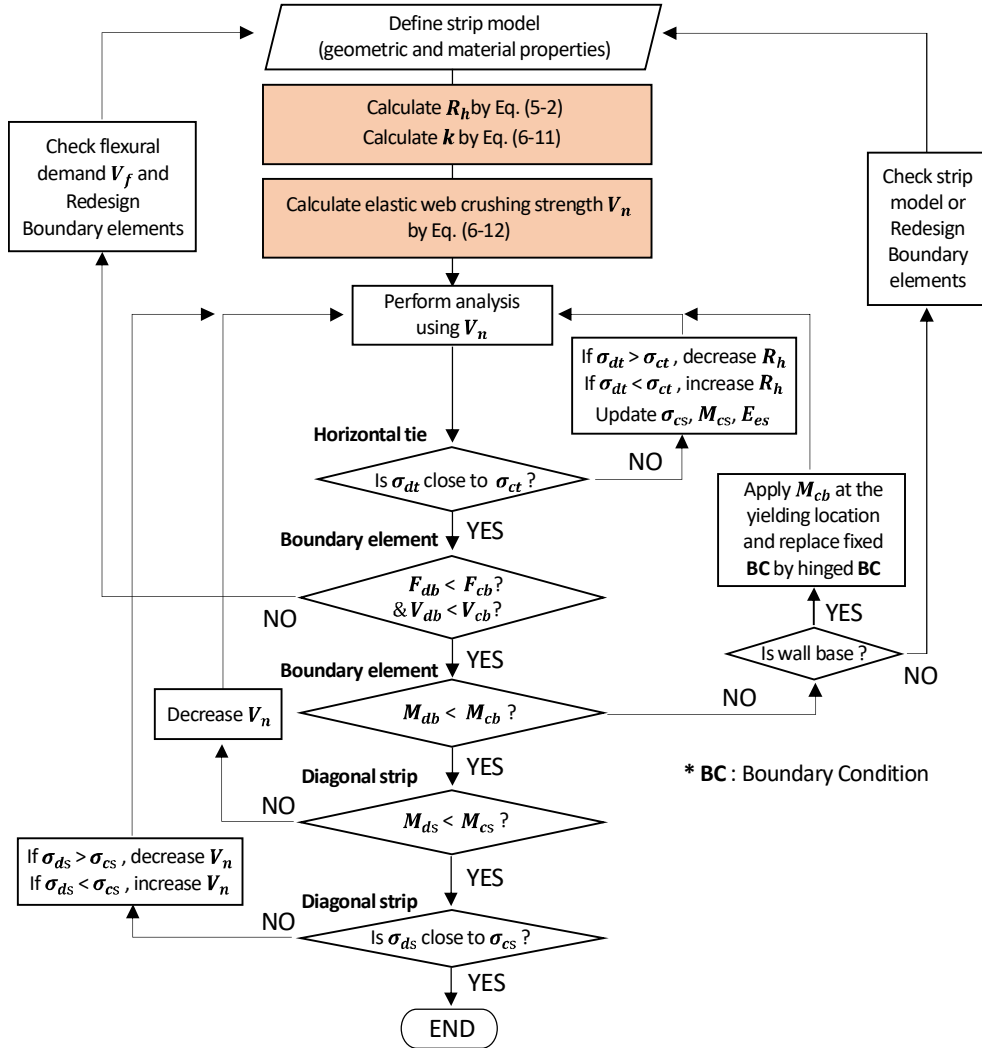 Define strip model
(geometric and material properties)
Calculate R_h by Eq. (5-2)
Calculate k by Eq. (6-11)
Check flexural
demand V_f and
Redesign
Boundary elements
Calculate elastic web crushing strength V_n
by Eq. (6-12)
Check strip
model or
Redesign
Boundary
elements
Perform analysis
using V_n
If σ_dt > σ_ct , decrease R_h
If σ_dt < σ_ct , increase R_h
Update σ_cs, M_cs, E_es
Horizontal tie
NO
Is σ_dt close to σ_ct ?
YES
Apply M_cb at the
yielding location
and replace fixed
BC by hinged BC
Boundary element
F_db < F_cb?
& V_db < V_cb?
NO
YES
YES
Is wall base ?
NO
Boundary element
NO
M_db < M_cb ?
Decrease V_n
YES
* BC : Boundary Condition
Diagonal strip
NO
M_ds < M_cs ?
If σ_ds > σ_cs , decrease V_n
If σ_ds < σ_cs , increase V_n
YES
Diagonal strip
NO
Is σ_ds close to σ_cs ?
YES
END